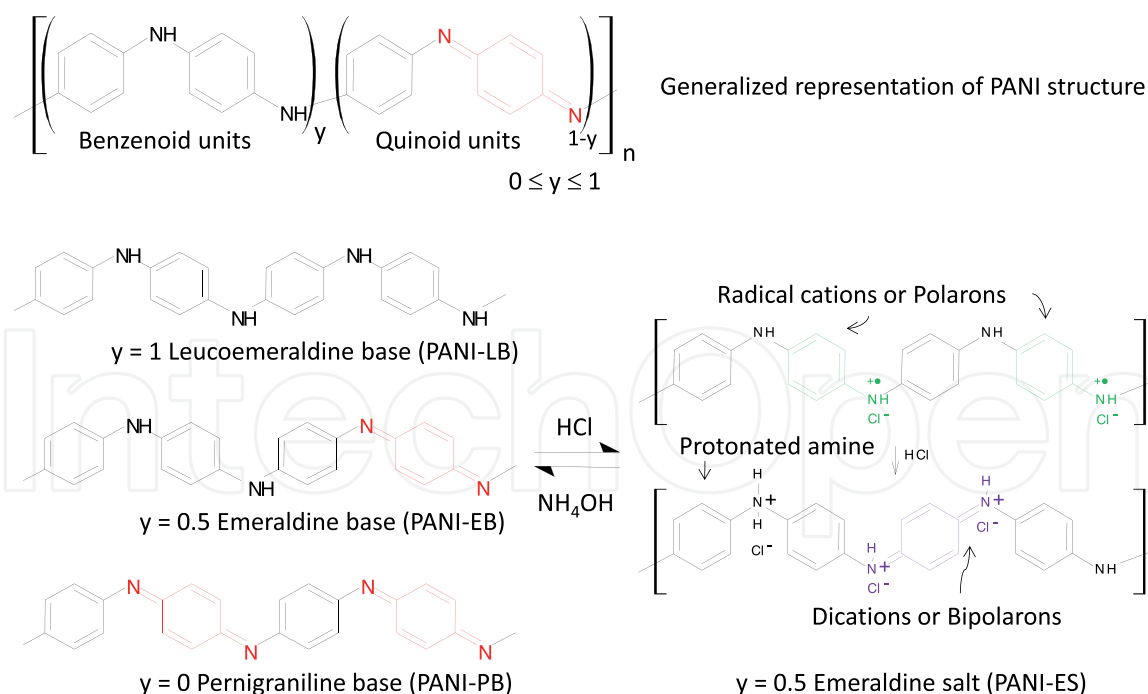 NH
N
NH
N
y
1-y
n
Benzenoid units
Quinoid units
Generalized representation of PANI structure
0 ≤ y ≤ 1
NH
NH
NH
NH
y = 1 Leucoemeraldine base (PANI-LB)
NH
N
NH
N
y = 0.5 Emeraldine base (PANI-EB)
N
N
N
N
y = 0 Pernigraniline base (PANI-PB)
HCl
NH4OH
Radical cations or Polarons
NH
NH
+•
NH
Cl-
+•
NH
Cl-
HCl
Protonated amine
H
N+
H
Cl-
H
N+
Cl-
H
N+
Cl-
NH
Dications or Bipolarons
y = 0.5 Emeraldine salt (PANI-ES)
IntechOpen